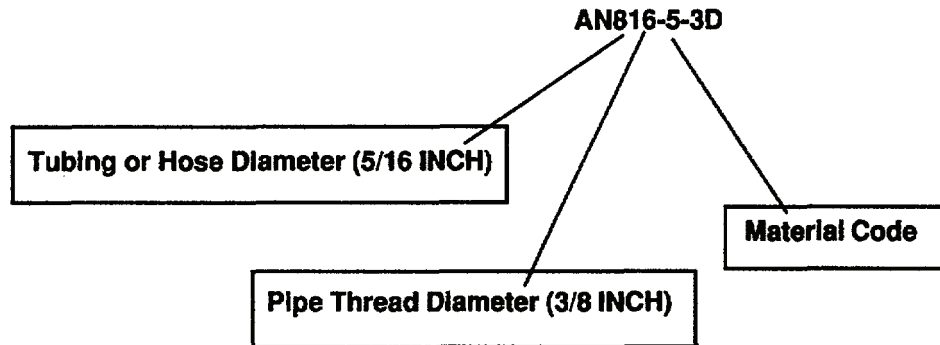 AN816-5-3D
Tubing or Hose Diameter (5/16 INCH)
Material Code
Pipe Thread Diameter (3/8 INCH)